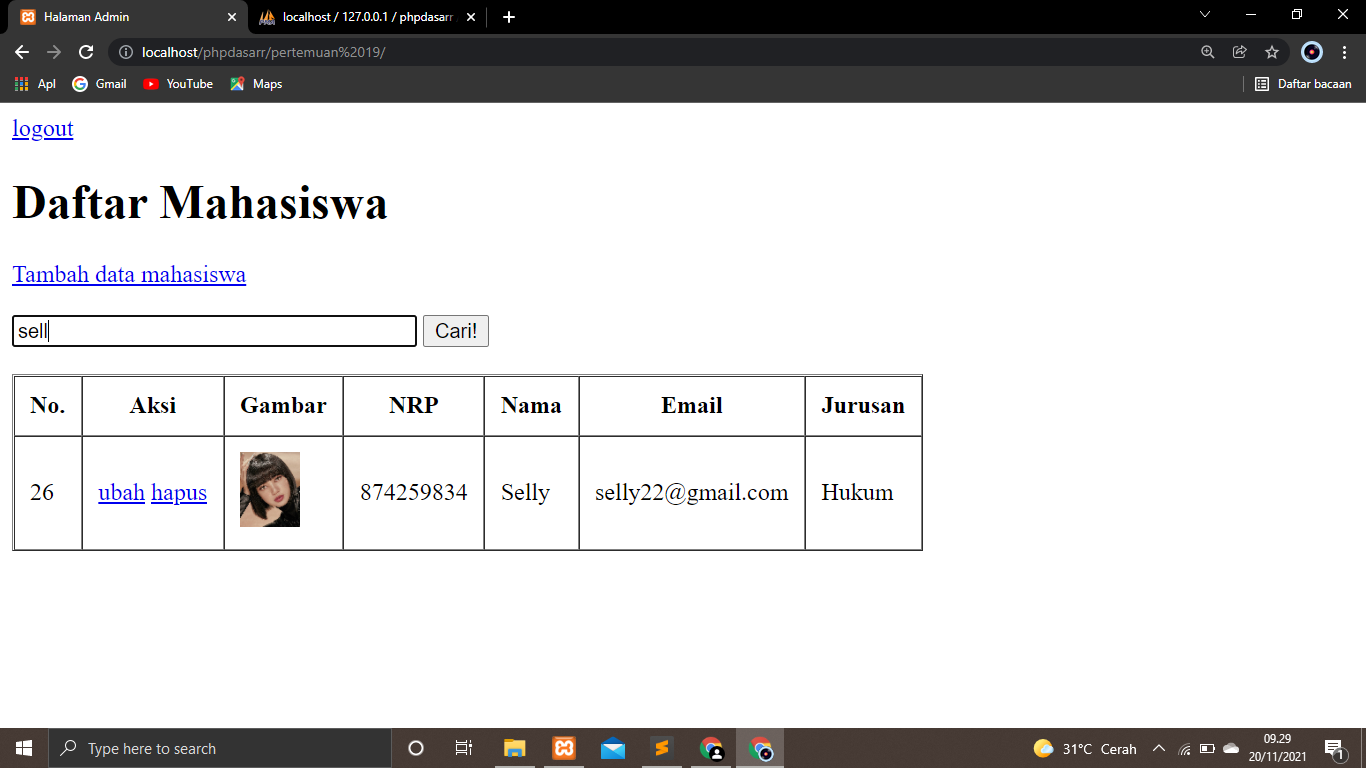 Halaman Admin
localhost / 127.0.0.1 / phpdasarr
localhost/phpdasarr/pertemuan%2019/
Apl Gmail YouTube Maps Daftar bacaan
logout
Daftar Mahasiswa
Tambah data mahasiswa
sell Cari!
No. Aksi Gambar NRP Nama Email Jurusan
26 ubah hapus 874259834 Selly selly22@gmail.com Hukum
Type here to search
31°C Cerah
09.29
20/11/2021
1